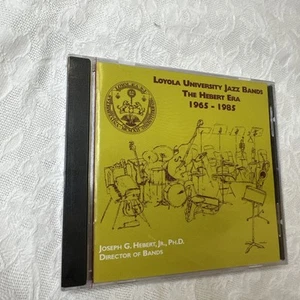 Loyola University Jazz Bands
The Hebert Era
1965 - 1985
Joseph G. Hebert, Jr., Ph.D.
Director of Bands